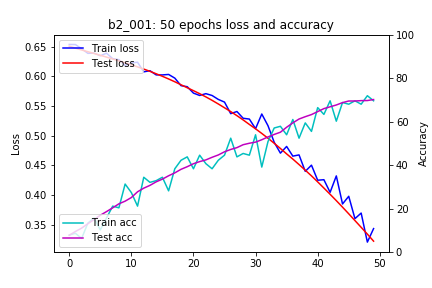 b2_001: 50 epochs loss and accuracy
Loss
0.65
0.60
0.55
0.50
0.45
0.40
0.35
Train loss
Test loss
Train acc
Test acc
100
80
60
40
20
0
Accuracy
0
10
20
30
40
50